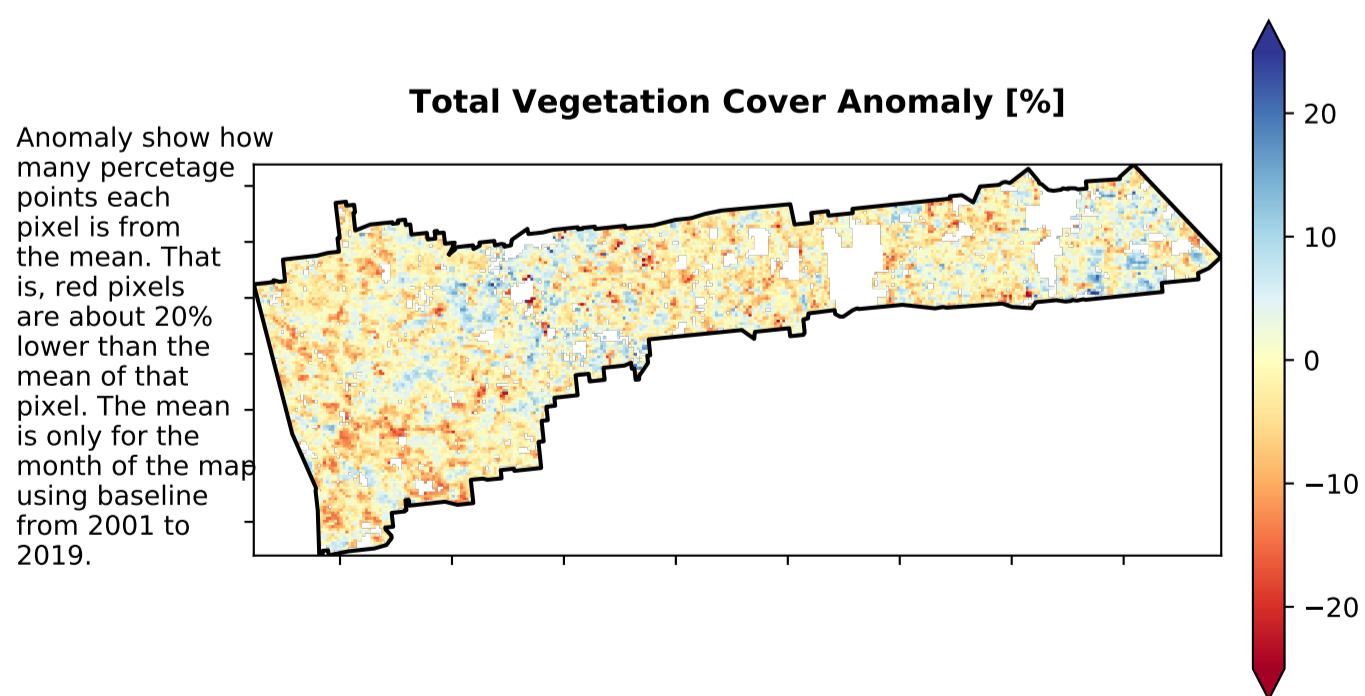 Total Vegetation Cover Anomaly [%]
Anomaly show how
many percetage
points each
pixel is from
the mean. That
is, red pixels
are about 20%
lower than the
mean of that
pixel. The mean
is only for the
month of the map
using baseline
from 2001 to
2019.
20
10
0
−10
−20